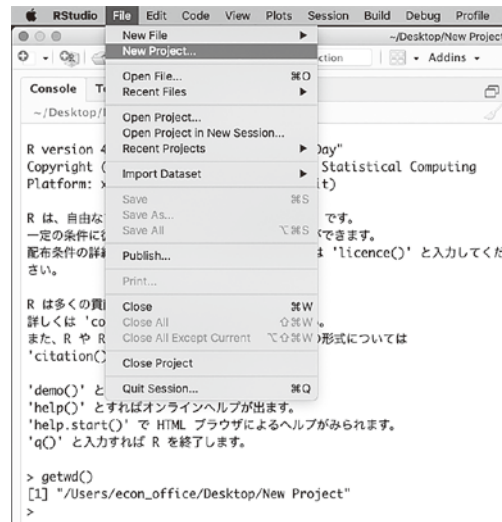 RStudio File Edit Code View Plots Session Build Debug Profile
~/Desktop/New Project
New File
New Project...
ction
Addins
Open File... ⌘O
Recent Files
Console
~/Desktop/
Open Project...
Open Project in New Session...
Recent Projects
Import Dataset
Save ⌘S
Save As...
Save All ⌥⌘S
Publish...
Print...
Close ⌘W
Close All ⇧⌘W
Close All Except Current ⌥⇧⌘W
Close Project
Quit Session... ⌘Q
R version 4 Day"
Copyright ( Statistical Computing
Platform: x it)
R は、自由な です。
一定の条件に ができます。
配布条件の詳 は 'licence()' と入力してくだ
さい。
R は多くの貢
詳しくは 'co 。
また、R や R 形式については
'citation()
'demo()' と
'help()' とすればオンラインヘルプが出ます。
'help.start()' で HTML ブラウザによるヘルプがみられます。
'q()' と入力すれば R を終了します。
> getwd()
[1] "/Users/econ_office/Desktop/New Project"
>